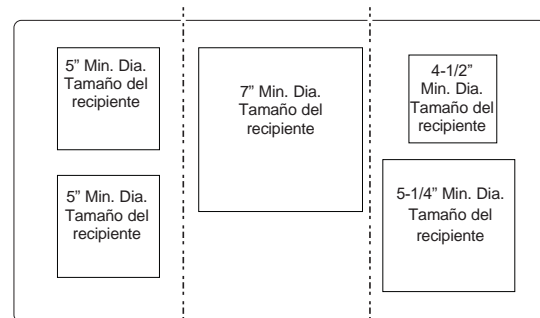 5” Min. Dia.
Tamaño del
recipiente
5” Min. Dia.
Tamaño del
recipiente
7” Min. Dia.
Tamaño del
recipiente
4-1/2”
Min. Dia.
Tamaño del
recipiente
5-1/4” Min. Dia.
Tamaño del
recipiente